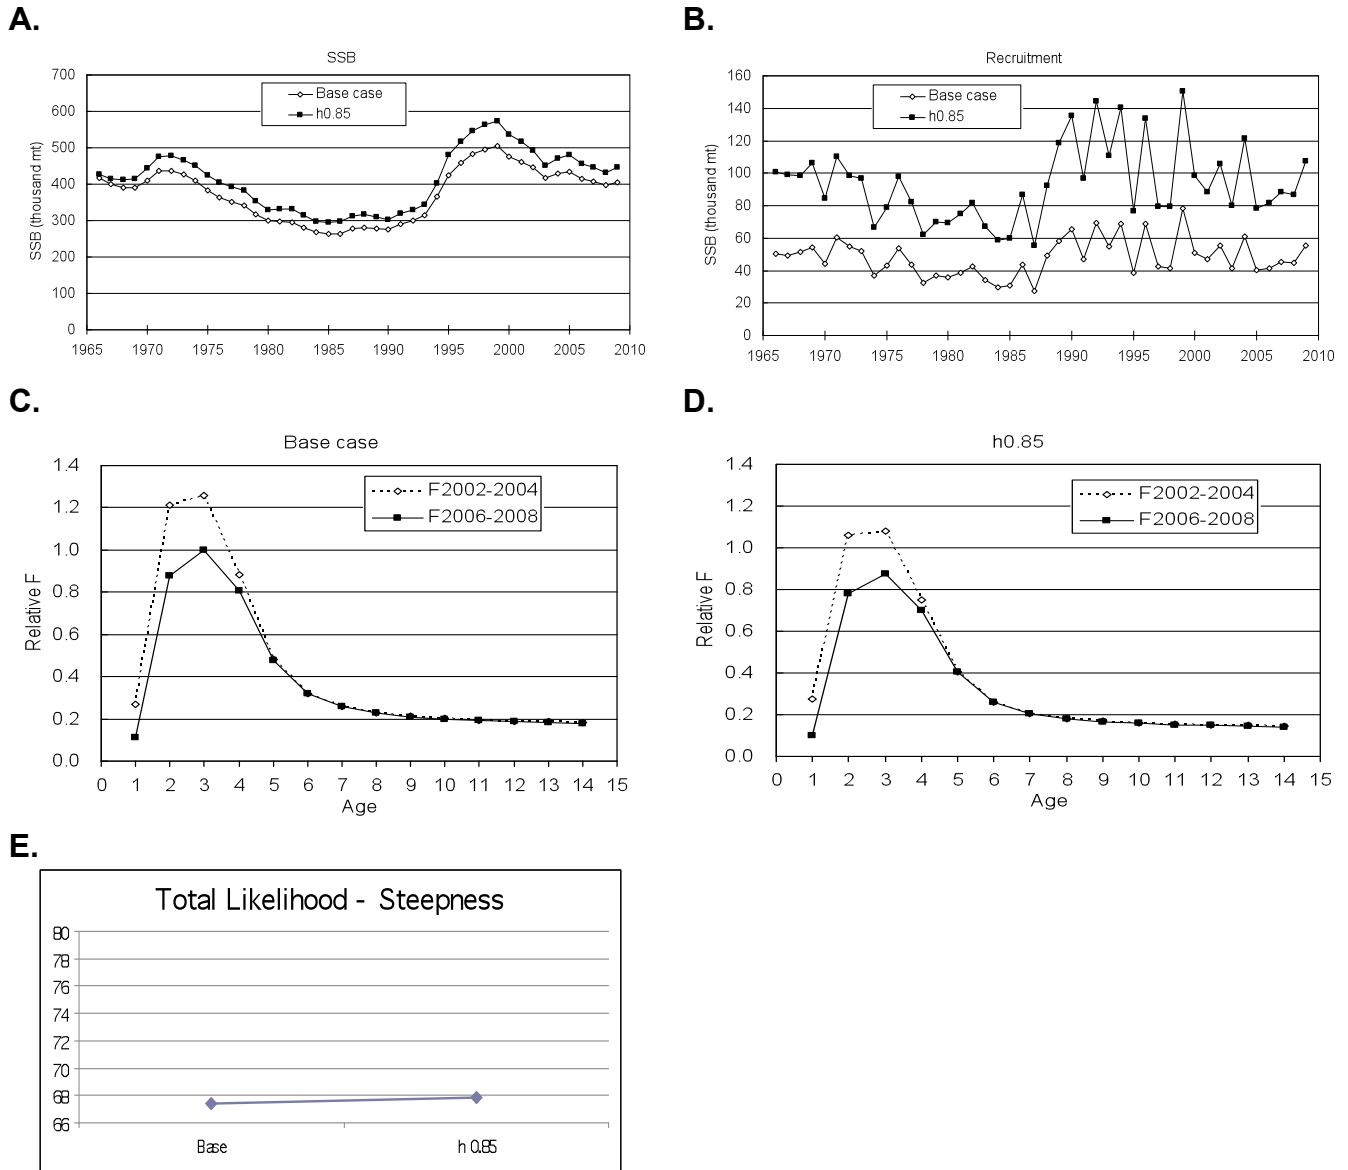 A.
SSB
700
600
500
400
300
200
100
0
SSB (thousand mt)
Base case
h0.85
1965 1970 1975 1980 1985 1990 1995 2000 2005 2010
B.
Recruitment
160
140
120
100
80
60
40
20
0
SSB (thousand mt)
Base case
h0.85
1965 1970 1975 1980 1985 1990 1995 2000 2005 2010
C.
Base case
1.4
1.2
1.0
0.8
0.6
0.4
0.2
0.0
Relative F
F2002-2004
F2006-2008
0 1 2 3 4 5 6 7 8 9 10 11 12 13 14 15
Age
D.
h0.85
1.4
1.2
1.0
0.8
0.6
0.4
0.2
0.0
Relative F
F2002-2004
F2006-2008
0 1 2 3 4 5 6 7 8 9 10 11 12 13 14 15
Age
E.
Total Likelihood - Steepness
80
78
76
74
72
70
68
66
Base h 0.85